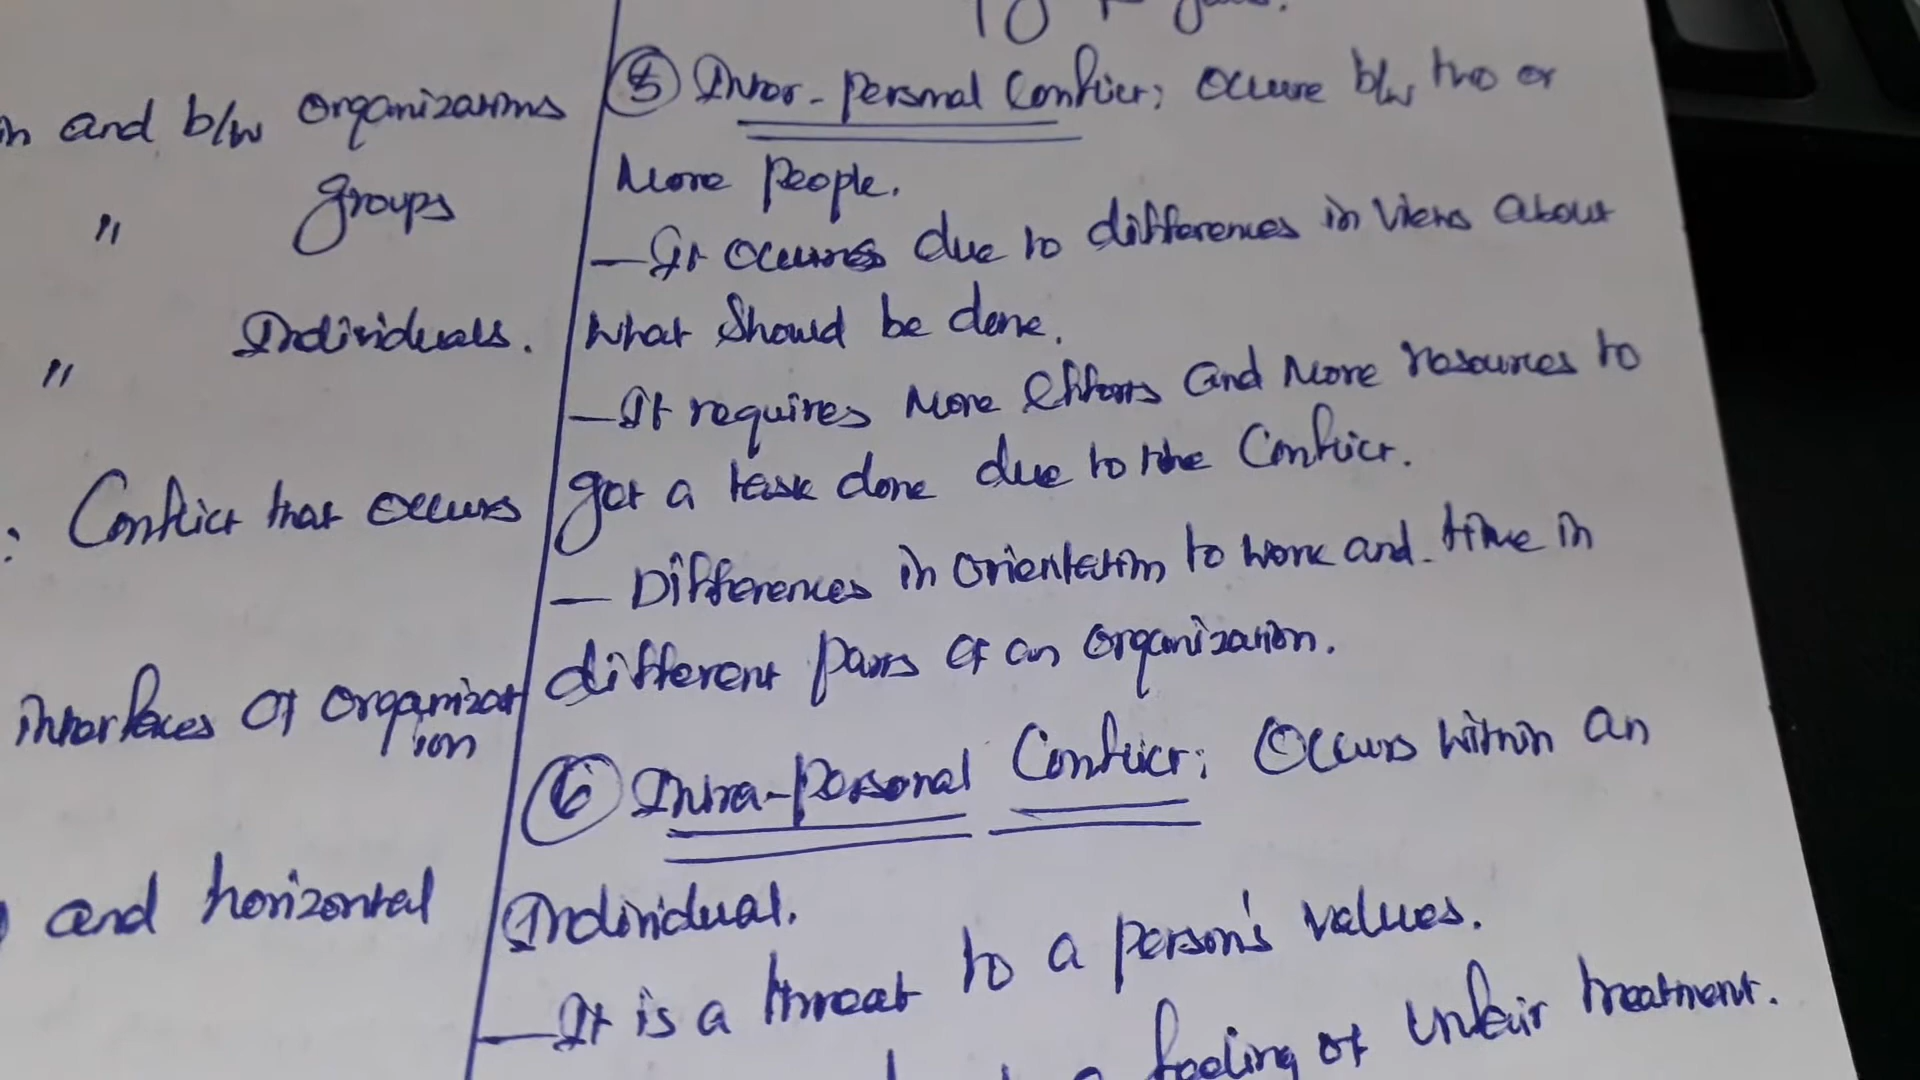 in and b/w organizations
" groups
" Individuals.
: Conflict that occurs
interfaces of organizat
ion
and horizontal
⑤ Inter-personal Conflict; Occurs b/w two or
More people.
— It occurs due to differences in views about
what should be done.
— It requires more efforts and more resources to
get a task done due to the Conflict.
— Differences in orientation to work and time in
different parts of an organization.
⑥ Intra-personal Conflict: Occurs within an
Individual.
— It is a threat to a person's values.
feeling of unfair treatment.